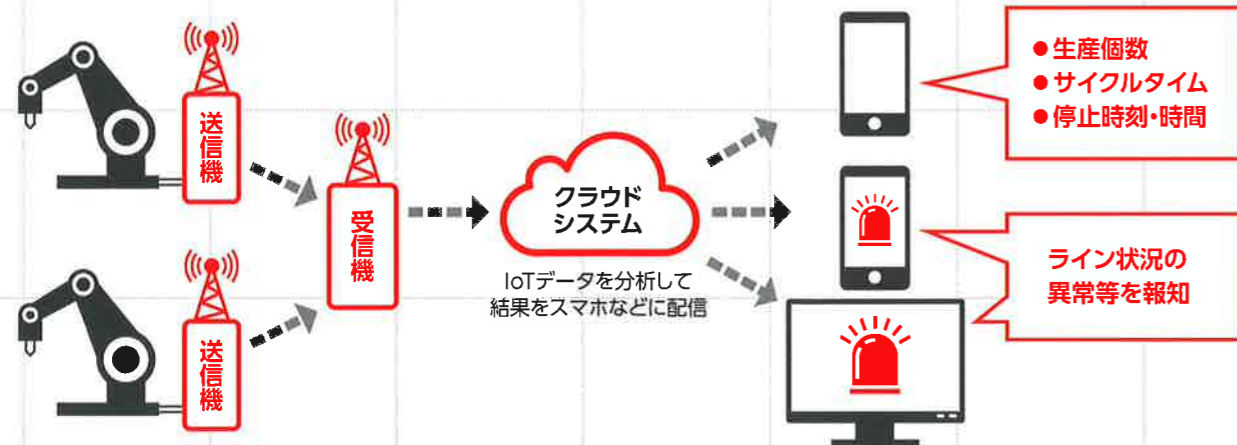 送信機
送信機
受信機
クラウド
システム
IoTデータを分析して
結果をスマホなどに配信
●生産個数
●サイクルタイム
●停止時刻・時間
ライン状況の
異常等を報知